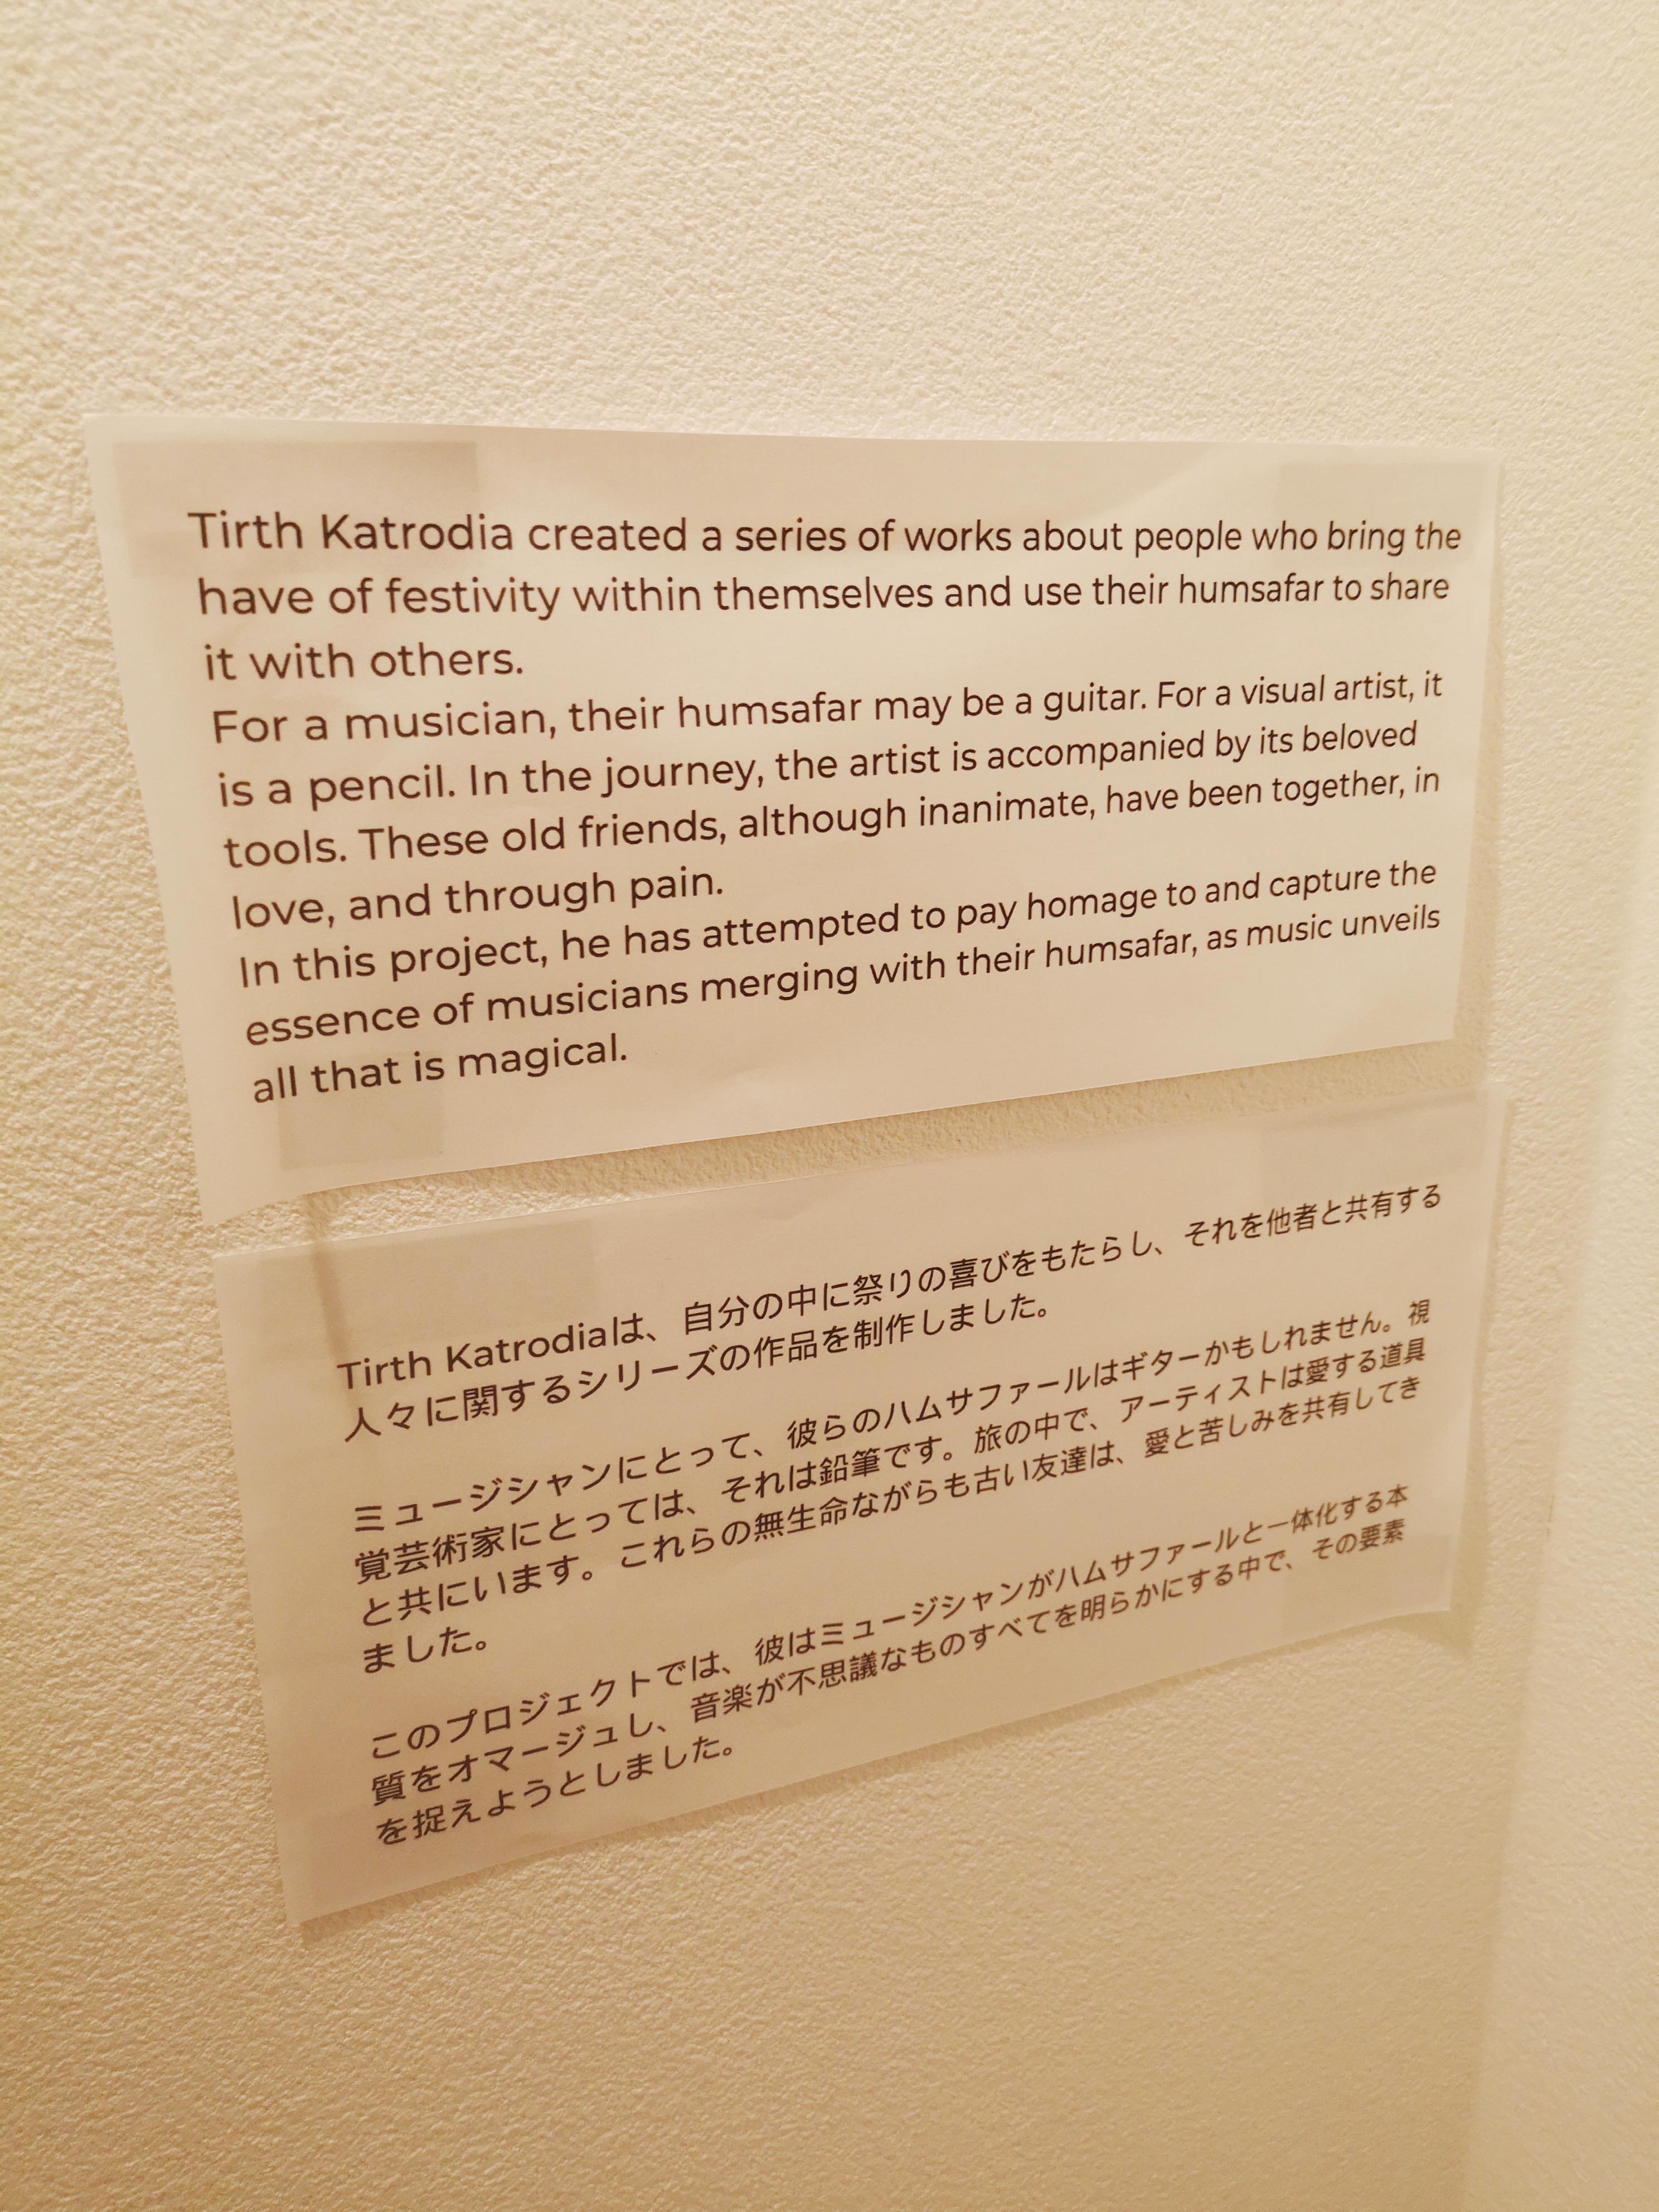 Tirth Katrodia created a series of works about people who bring the
have of festivity within themselves and use their humsafar to share
it with others.
For a musician, their humsafar may be a guitar. For a visual artist, it
is a pencil. In the journey, the artist is accompanied by its beloved
tools. These old friends, although inanimate, have been together, in
love, and through pain.
In this project, he has attempted to pay homage to and capture the
essence of musicians merging with their humsafar, as music unveils
all that is magical.
Tirth Katrodiaは、自分の中に祭りの喜びをもたらし、それを他者と共有する
人々に関するシリーズの作品を制作しました。
ミュージシャンにとって、彼らのハムサファールはギターかもしれません。視
覚芸術家にとっては、それは鉛筆です。旅の中で、アーティストは愛する道具
と共にいます。これらの無生命ながらも古い友達は、愛と苦しみを共有してき
ました。
このプロジェクトでは、彼はミュージシャンがハムサファールと一体化する本
質をオマージュし、音楽が不思議なものすべてを明らかにする中で、その要素
を捉えようとしました。